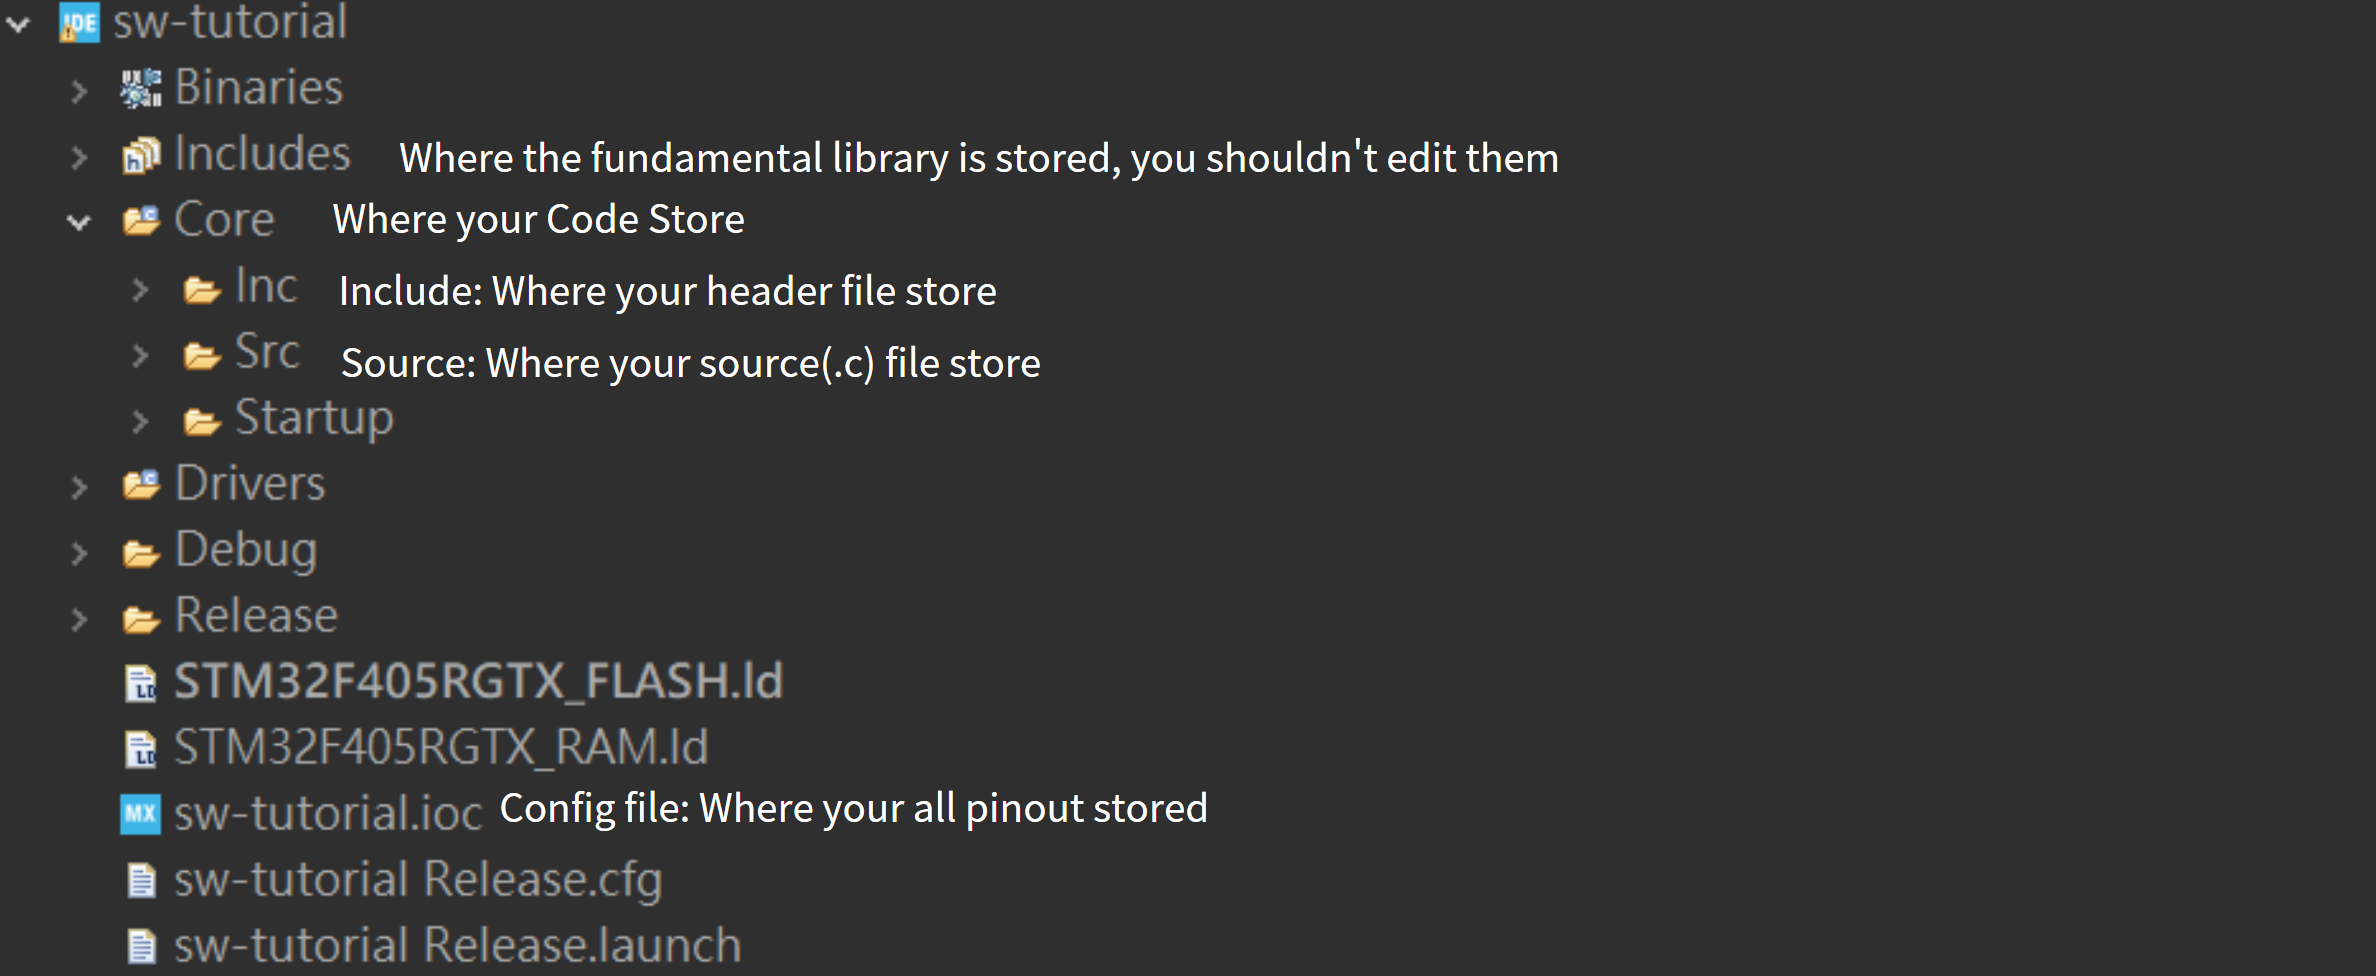 sw-tutorial
Binaries
Includes Where the fundamental library is stored, you shouldn't edit them
Core Where your Code Store
Inc Include: Where your header file store
Src Source: Where your source(.c) file store
Startup
Drivers
Debug
Release
STM32F405RGTX_FLASH.ld
STM32F405RGTX_RAM.ld
MX sw-tutorial.ioc Config file: Where your all pinout stored
sw-tutorial Release.cfg
sw-tutorial Release.launch